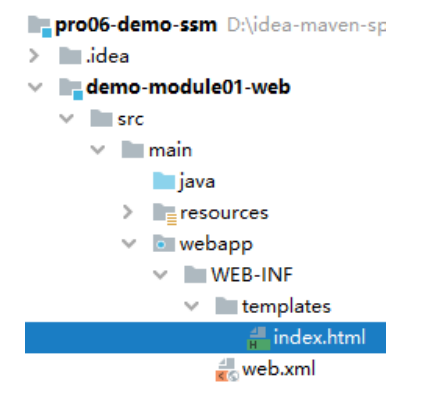 pro06-demo-ssm D:\idea-maven-sp
.idea
demo-module01-web
src
main
java
resources
webapp
WEB-INF
templates
index.html
web.xml